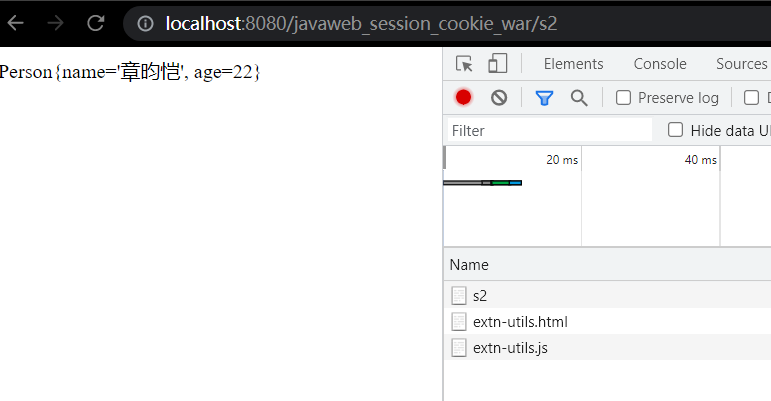 localhost:8080/javaweb_session_cookie_war/s2
Person{name='章昀恺', age=22}
Elements Console Sources
Preserve log
Filter
Hide data U
20 ms 40 ms
Name
s2
extn-utils.html
extn-utils.js